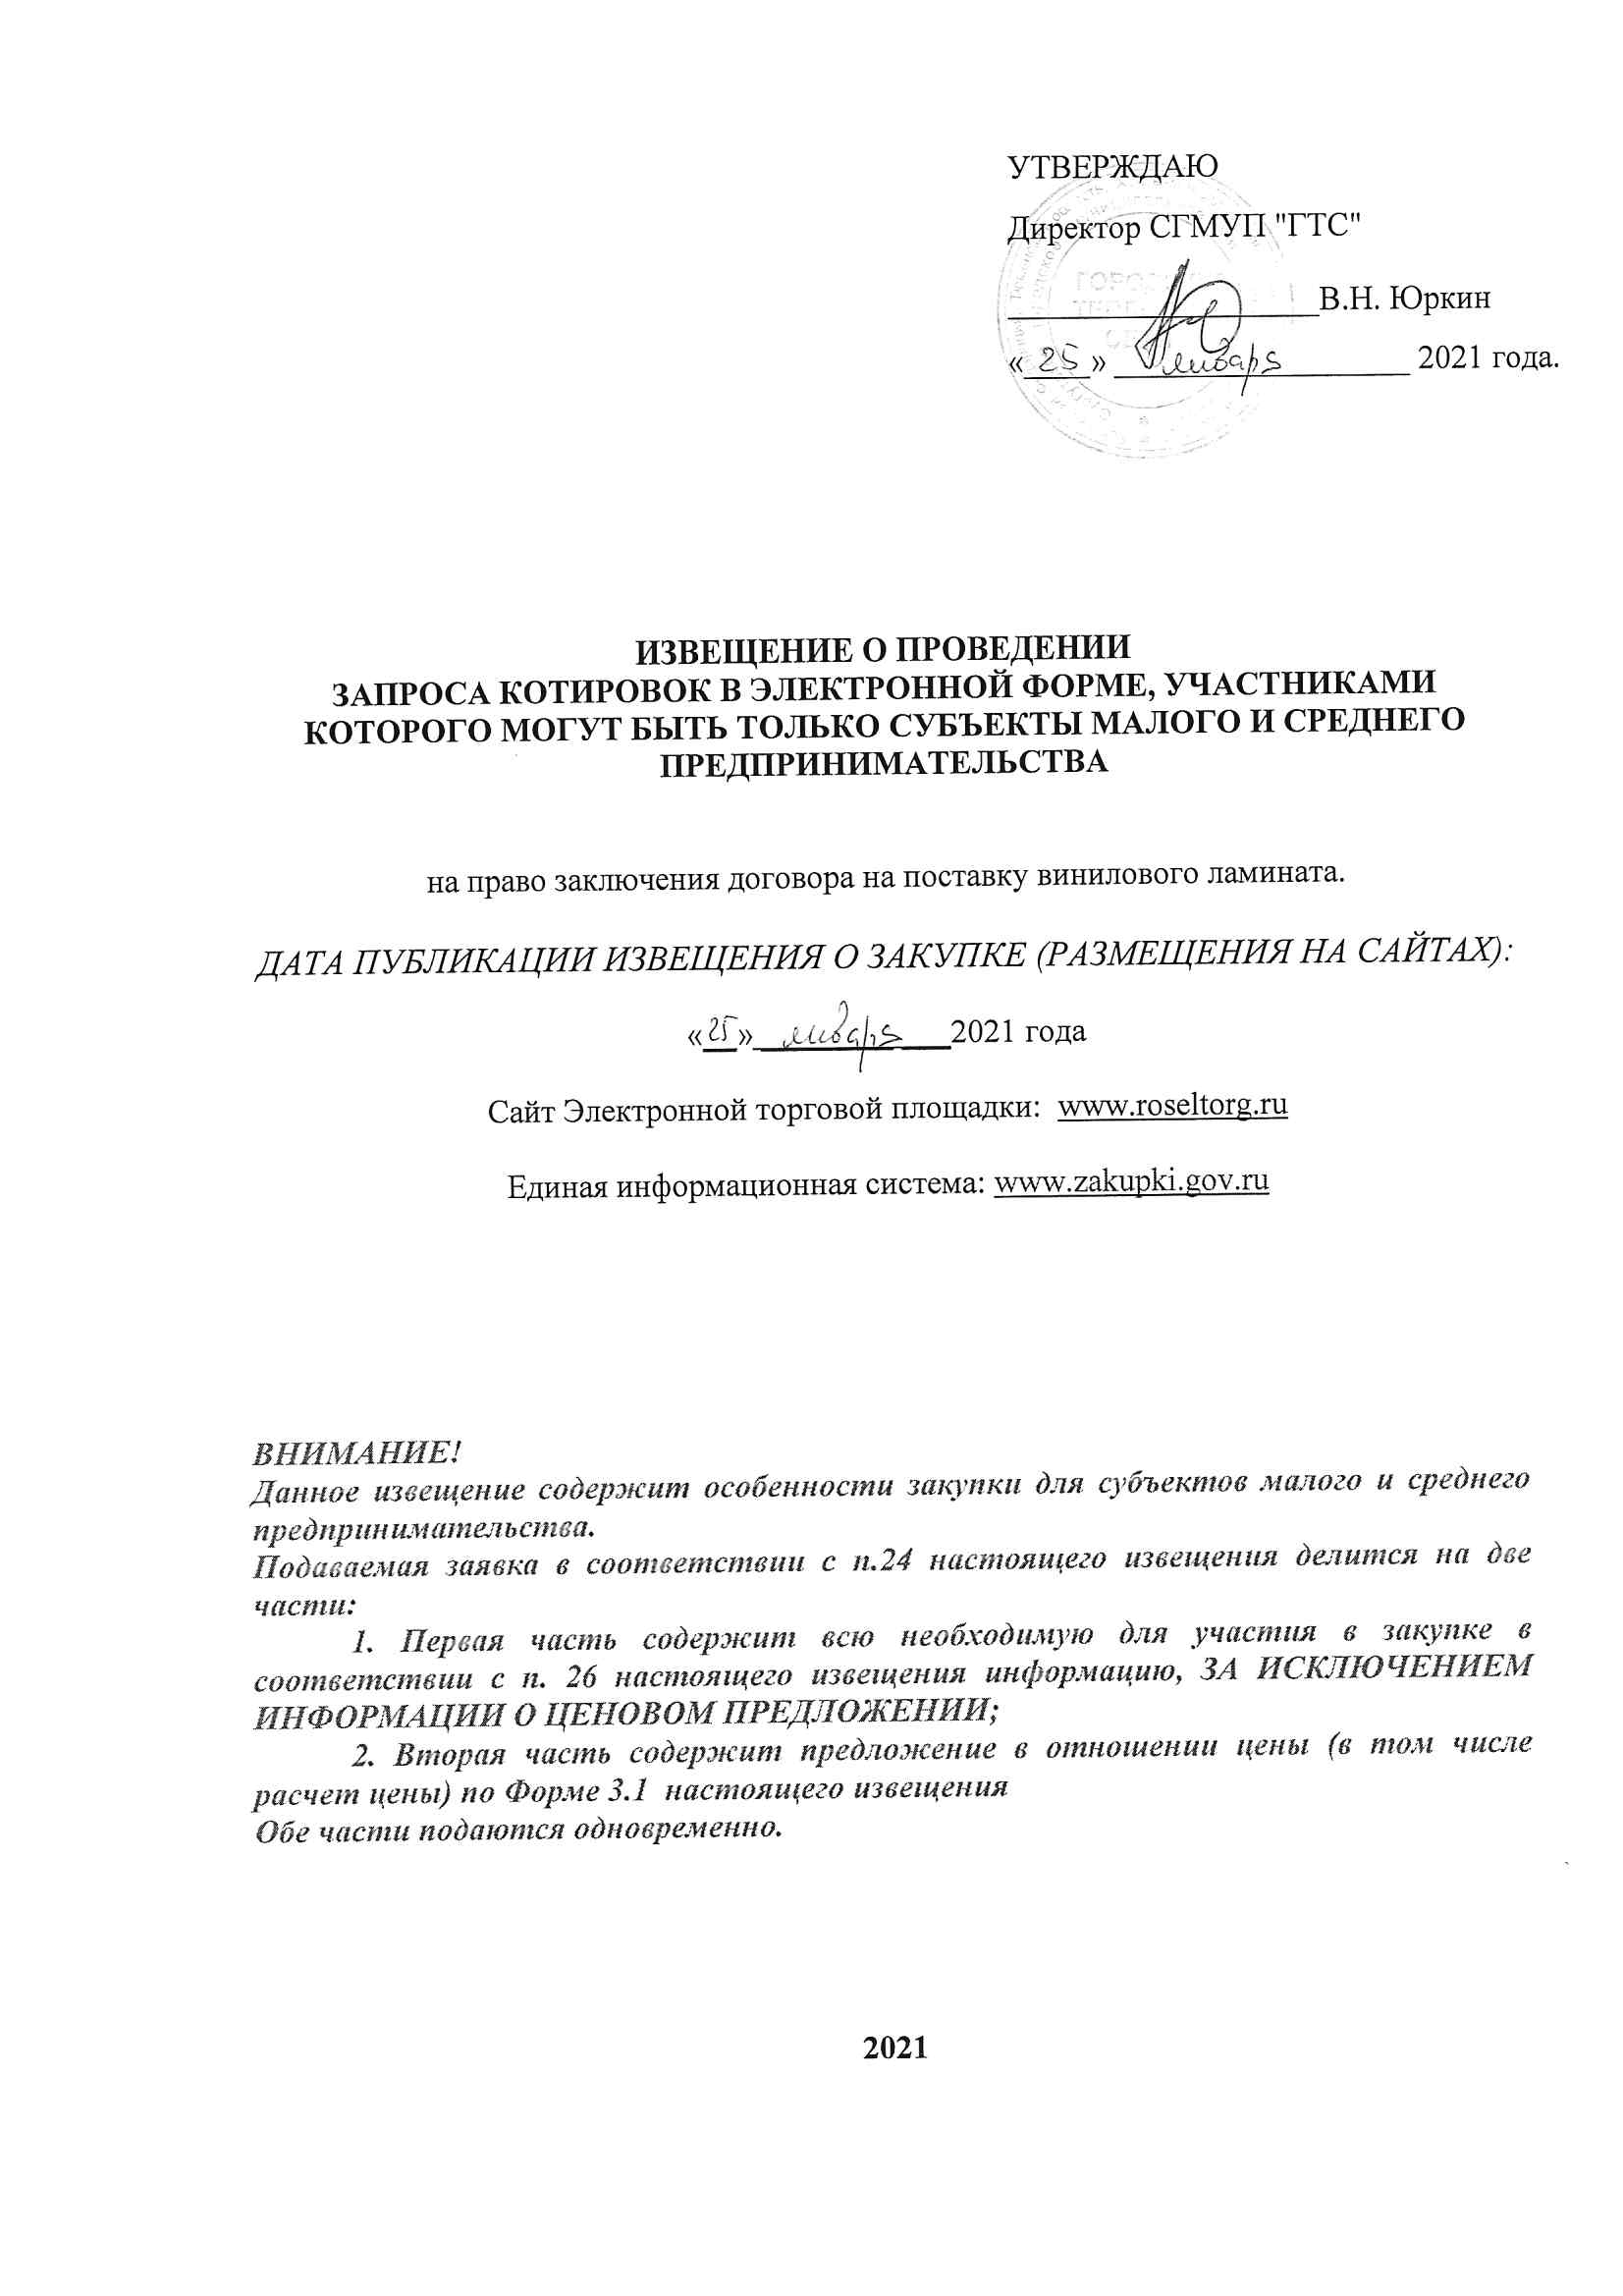 УТВЕРЖДАЮ
Директор СГМУП "ГТС"
В.Н. Юркин
«25» января 2021 года.
ИЗВЕЩЕНИЕ О ПРОВЕДЕНИИ
ЗАПРОСА КОТИРОВОК В ЭЛЕКТРОННОЙ ФОРМЕ, УЧАСТНИКАМИ
КОТОРОГО МОГУТ БЫТЬ ТОЛЬКО СУБЪЕКТЫ МАЛОГО И СРЕДНЕГО
ПРЕДПРИНИМАТЕЛЬСТВА
на право заключения договора на поставку винилового ламината.
ДАТА ПУБЛИКАЦИИ ИЗВЕЩЕНИЯ О ЗАКУПКЕ (РАЗМЕЩЕНИЯ НА САЙТАХ):
«25» января 2021 года
Сайт Электронной торговой площадки: www.roseltorg.ru
Единая информационная система: www.zakupki.gov.ru
ВНИМАНИЕ!
Данное извещение содержит особенности закупки для субъектов малого и среднего
предпринимательства.
Подаваемая заявка в соответствии с п.24 настоящего извещения делится на две
части:
1. Первая часть содержит всю необходимую для участия в закупке в
соответствии с п. 26 настоящего извещения информацию, ЗА ИСКЛЮЧЕНИЕМ
ИНФОРМАЦИИ О ЦЕНОВОМ ПРЕДЛОЖЕНИИ;
2. Вторая часть содержит предложение в отношении цены (в том числе
расчет цены) по Форме 3.1 настоящего извещения
Обе части подаются одновременно.
2021